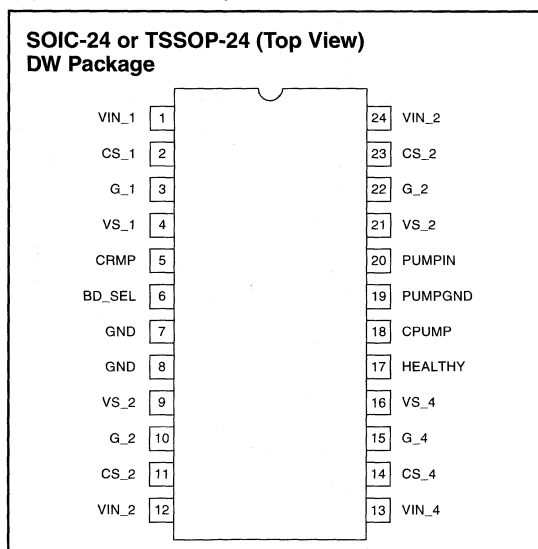 SOIC-24 or TSSOP-24 (Top View)
DW Package
VIN_1 1 24 VIN_2
CS_1 2 23 CS_2
G_1 3 22 G_2
VS_1 4 21 VS_2
CRMP 5 20 PUMPIN
BD_SEL 6 19 PUMPGND
GND 7 18 CPUMP
GND 8 17 HEALTHY
VS_2 9 16 VS_4
G_2 10 15 G_4
CS_2 11 14 CS_4
VIN_2 12 13 VIN_4